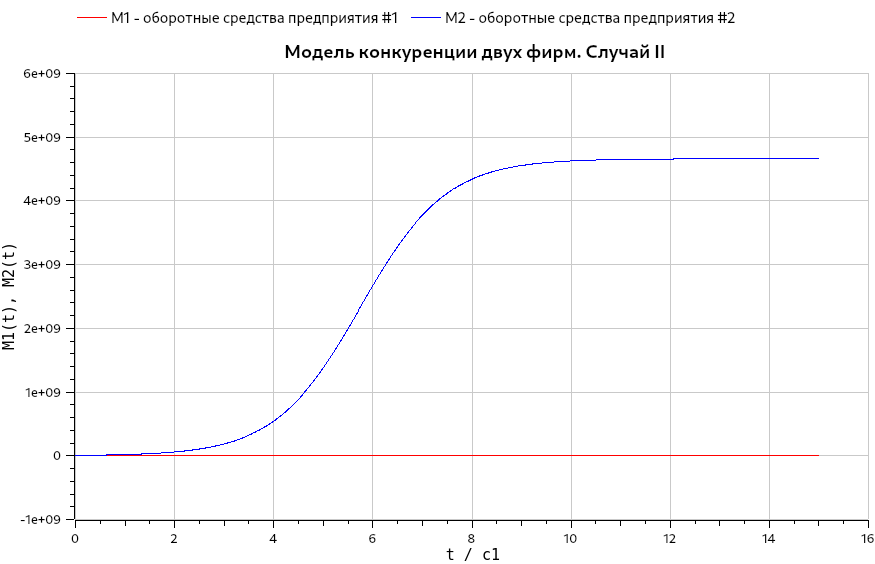 M1 - оборотные средства предприятия #1 M2 - оборотные средства предприятия #2
Модель конкуренции двух фирм. Случай II
6e+09
5e+09
4e+09
3e+09
2e+09
1e+09
0
-1e+09
M1(t), M2(t)
0 2 4 6 8 10 12 14 16
t / c1